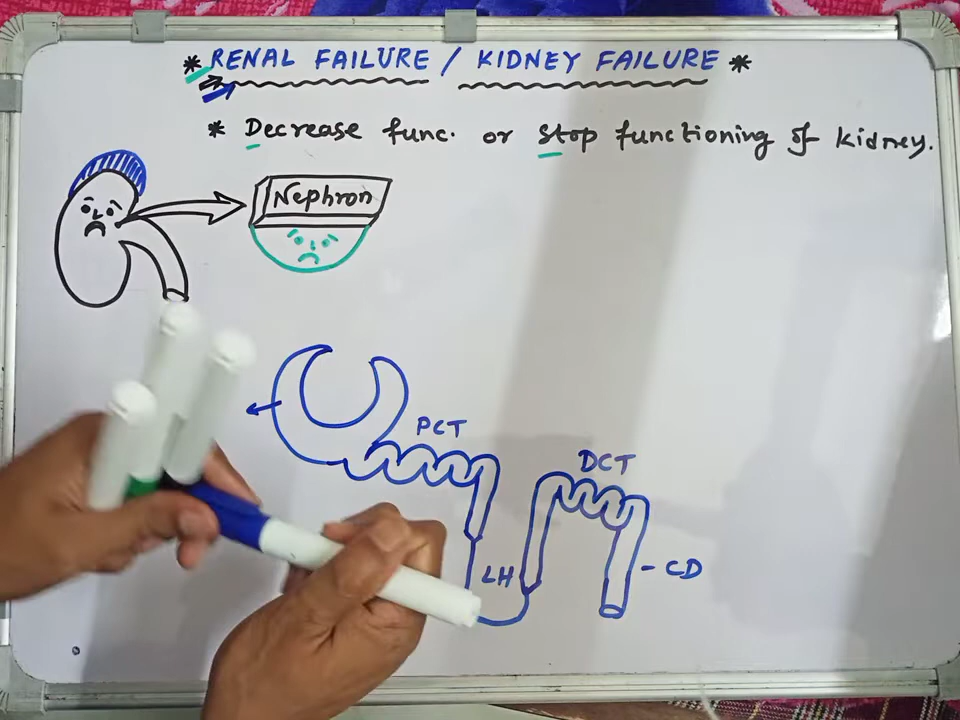 * RENAL FAILURE / KIDNEY FAILURE *
* Decrease func. or stop functioning of kidney.
Nephron
PCT
DCT
LH
- CD